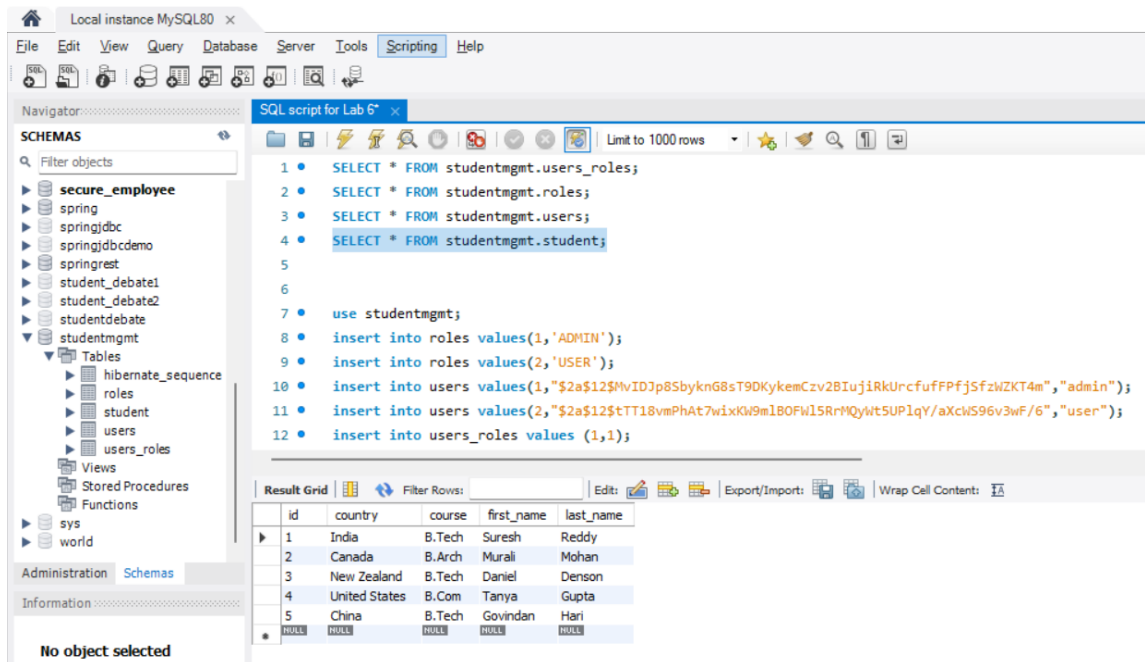 Local instance MySQL80 ×
File Edit View Query Database Server Tools Scripting Help
Navigator
SCHEMAS
Filter objects
secure_employee
spring
springjdbc
springjdbcdemo
springrest
student_debate1
student_debate2
studentdebate
studentmgmt
Tables
hibernate_sequence
roles
student
users
users_roles
Views
Stored Procedures
Functions
sys
world
Administration Schemas
Information
No object selected
SQL script for Lab 6* ×
Limit to 1000 rows
1 SELECT * FROM studentmgmt.users_roles;
2 SELECT * FROM studentmgmt.roles;
3 SELECT * FROM studentmgmt.users;
4 SELECT * FROM studentmgmt.student;
5
6
7 use studentmgmt;
8 insert into roles values(1,'ADMIN');
9 insert into roles values(2,'USER');
10 insert into users values(1,"$2a$12$MvIDJp8SbyknG8sT9DKykemCzv2BIujiRkUrcfufFPfjSfzWZKT4m","admin");
11 insert into users values(2,"$2a$12$tTT18vmPhAt7wixKW9mlBOFWl5RrMQyWt5UPlqY/aXcWS96v3wF/6","user");
12 insert into users_roles values (1,1);
Result Grid Filter Rows: Edit: Export/Import: Wrap Cell Content:
id country course first_name last_name
1 India B.Tech Suresh Reddy
2 Canada B.Arch Murali Mohan
3 New Zealand B.Tech Daniel Denson
4 United States B.Com Tanya Gupta
5 China B.Tech Govindan Hari
NULL NULL NULL NULL NULL